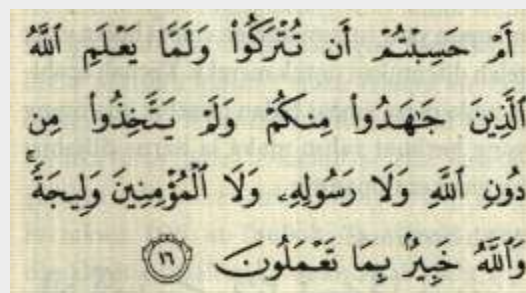 أَمْ حَسِبْتُمْ أَن تُتْرَكُوا۟ وَلَمَّا يَعْلَمِ ٱللَّهُ
ٱلَّذِينَ جَـٰهَدُوا۟ مِنكُمْ وَلَمْ يَتَّخِذُوا۟ مِن
دُونِ ٱللَّهِ وَلَا رَسُولِهِۦ وَلَا ٱلْمُؤْمِنِينَ وَلِيجَةً ۚ
وَٱللَّهُ خَبِيرٌۢ بِمَا تَعْمَلُونَ ١٦